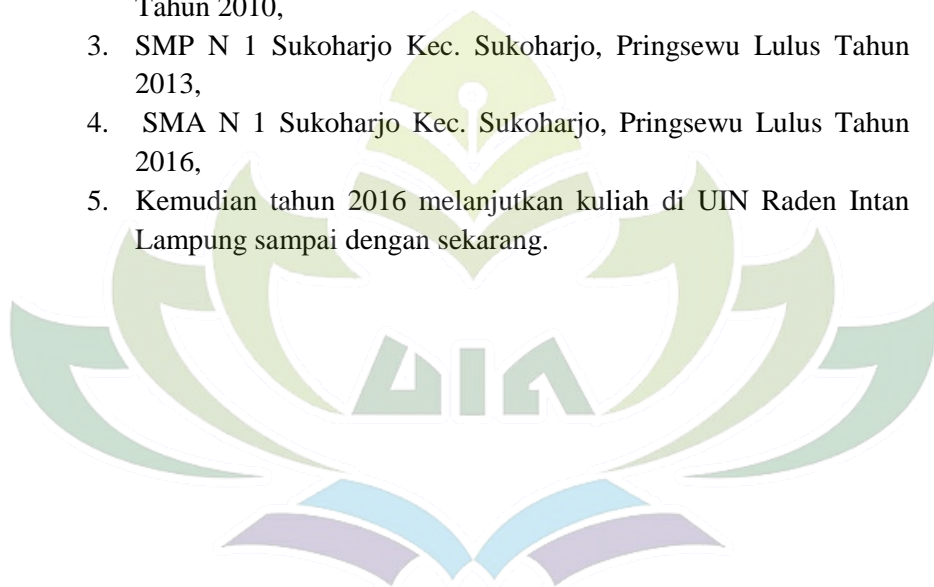 Tahun 2010,
3. SMP N 1 Sukoharjo Kec. Sukoharjo, Pringsewu Lulus Tahun
2013,
4. SMA N 1 Sukoharjo Kec. Sukoharjo, Pringsewu Lulus Tahun
2016,
5. Kemudian tahun 2016 melanjutkan kuliah di UIN Raden Intan
Lampung sampai dengan sekarang.
UIN